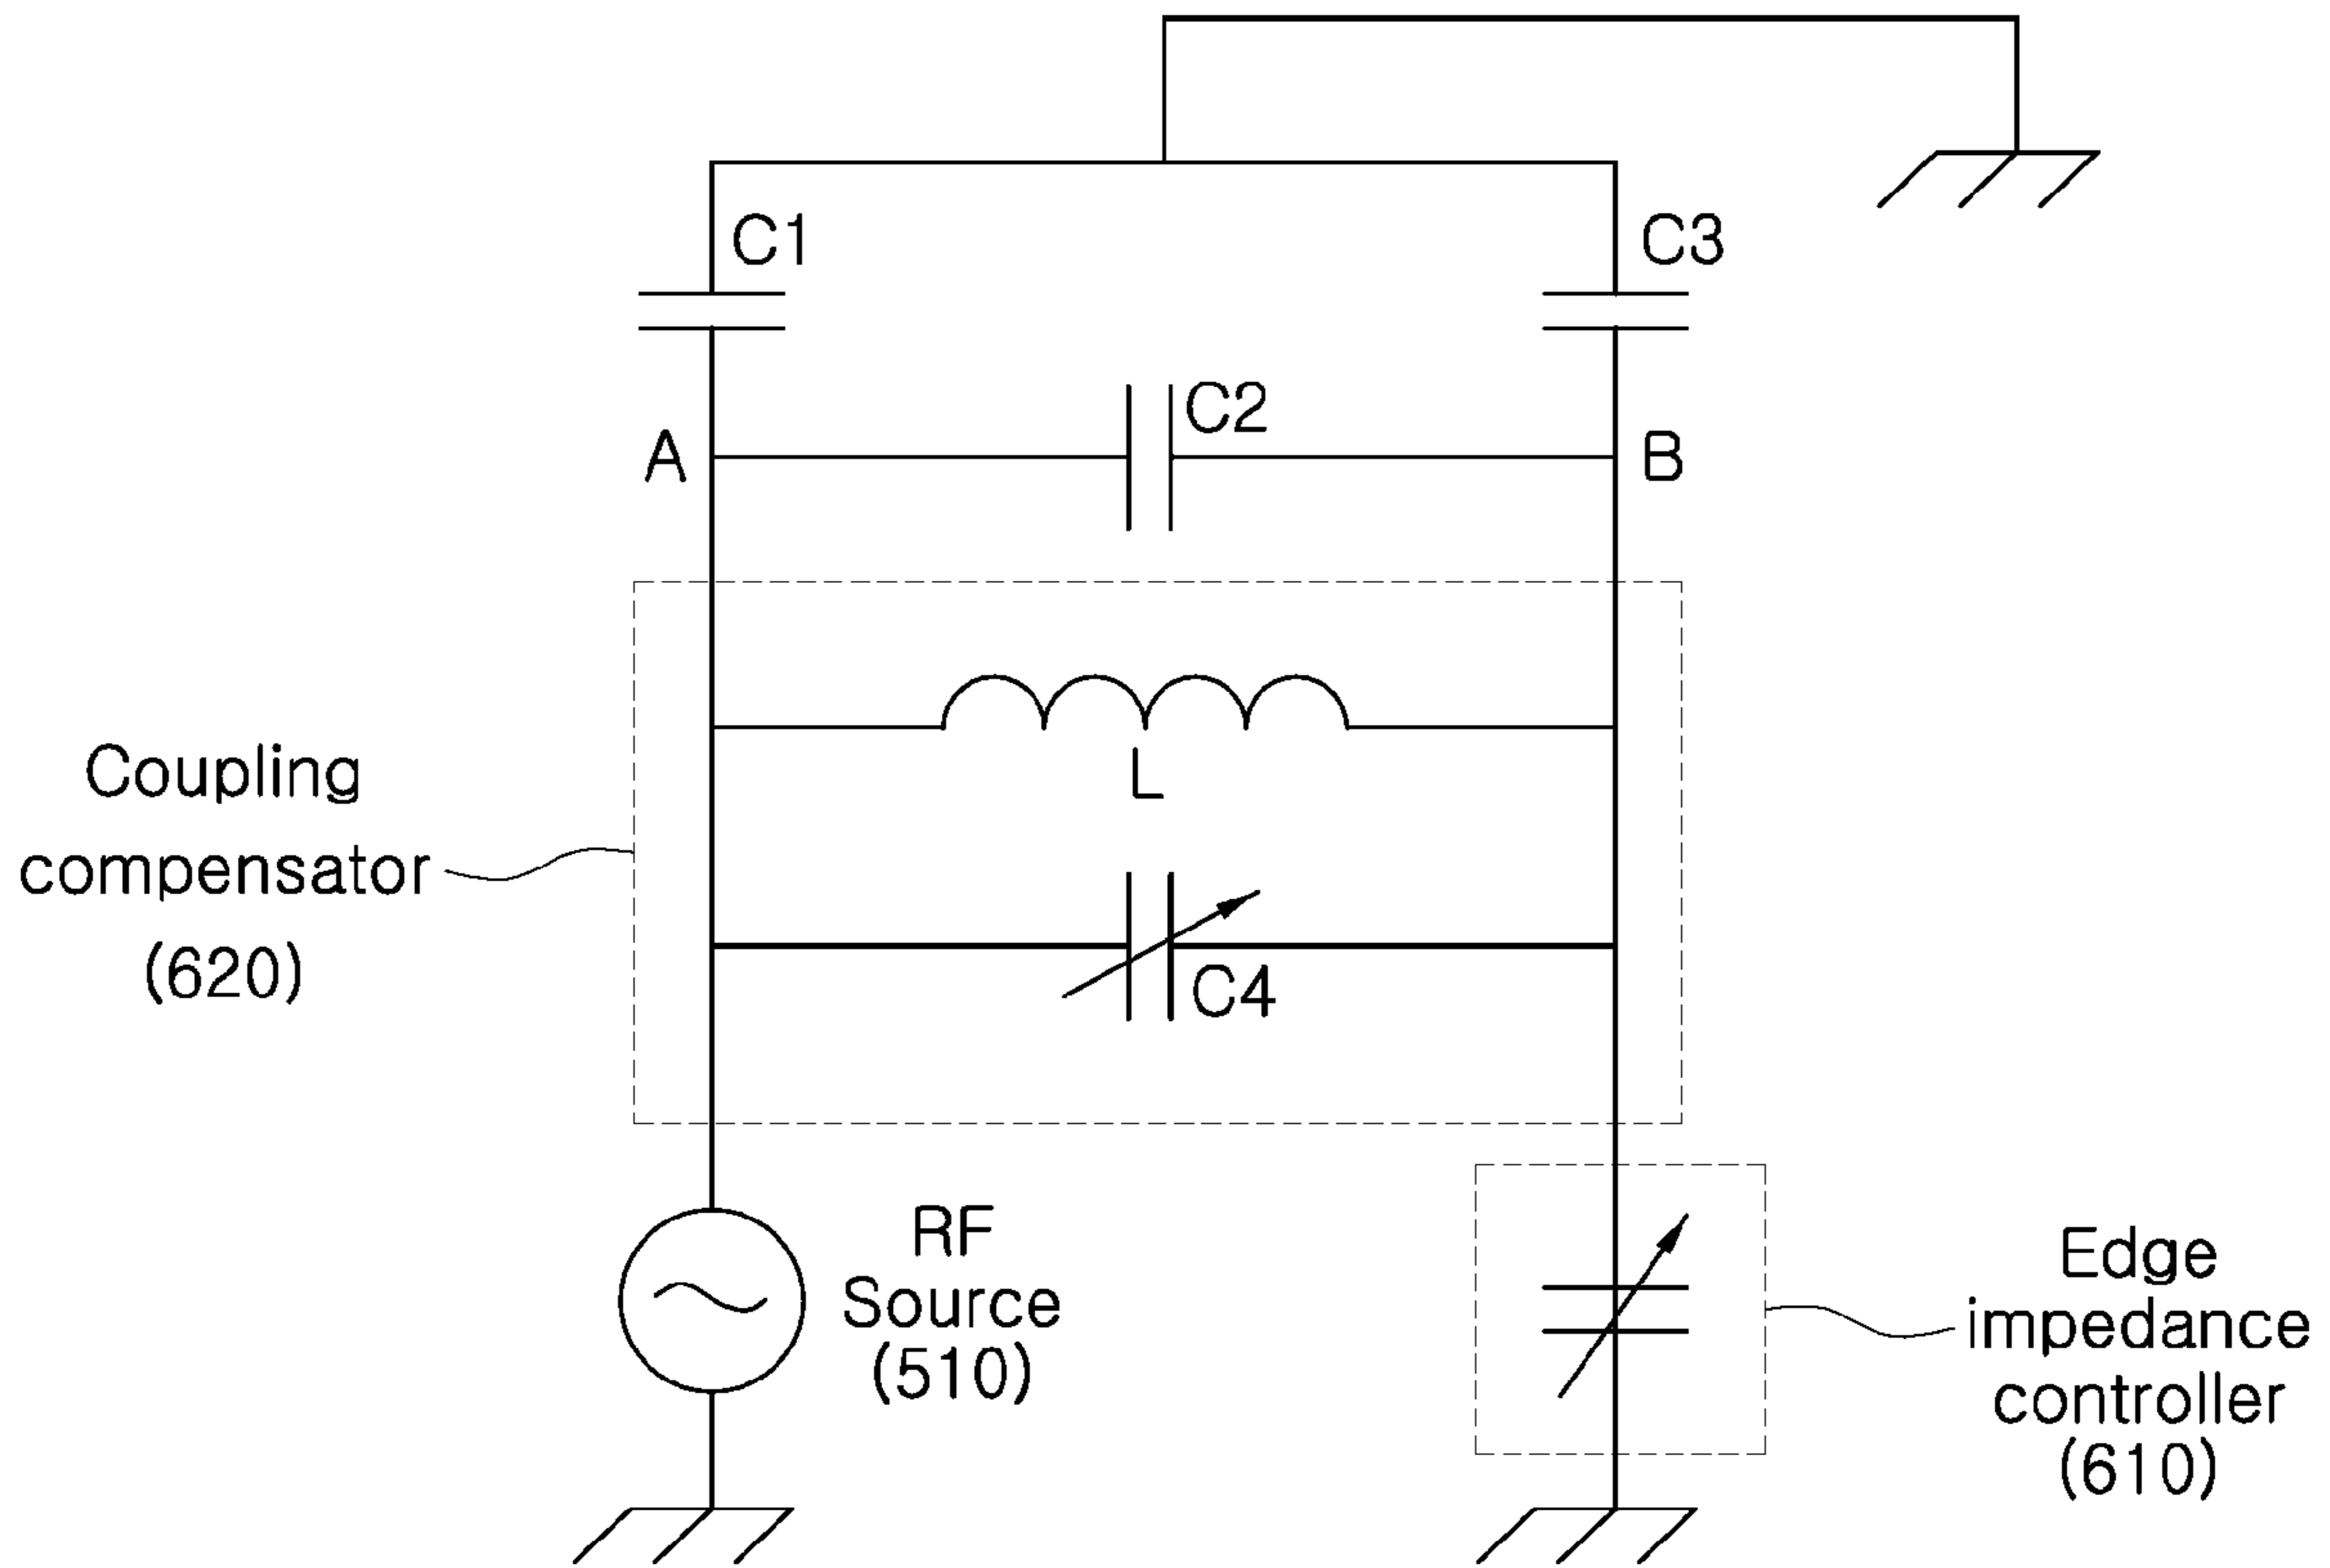 C1
C3
C2
A
B
L
Coupling
compensator
(620)
C4
RF
Source
(510)
Edge
impedance
controller
(610)